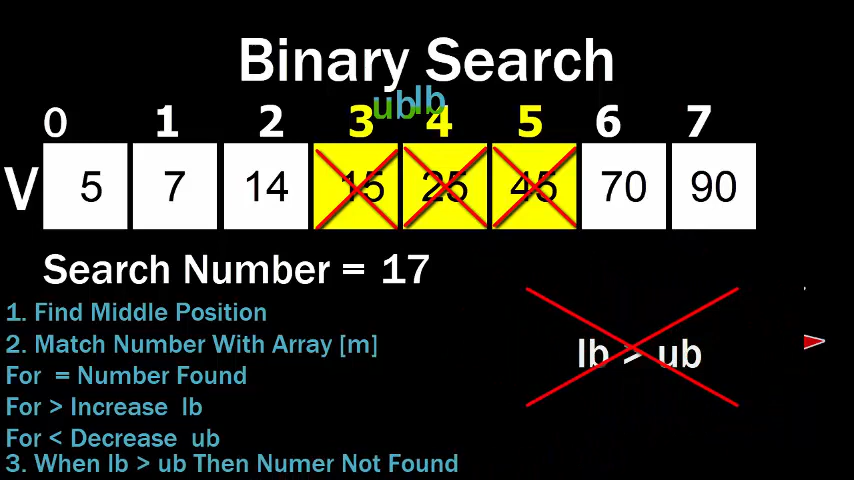 Binary Search
ub lb
0 1 2 3 4 5 6 7
V 5 7 14 15 25 45 70 90
Search Number = 17
1. Find Middle Position
2. Match Number With Array [m]
For = Number Found
For > Increase lb
For < Decrease ub
3. When lb > ub Then Numer Not Found
lb > ub